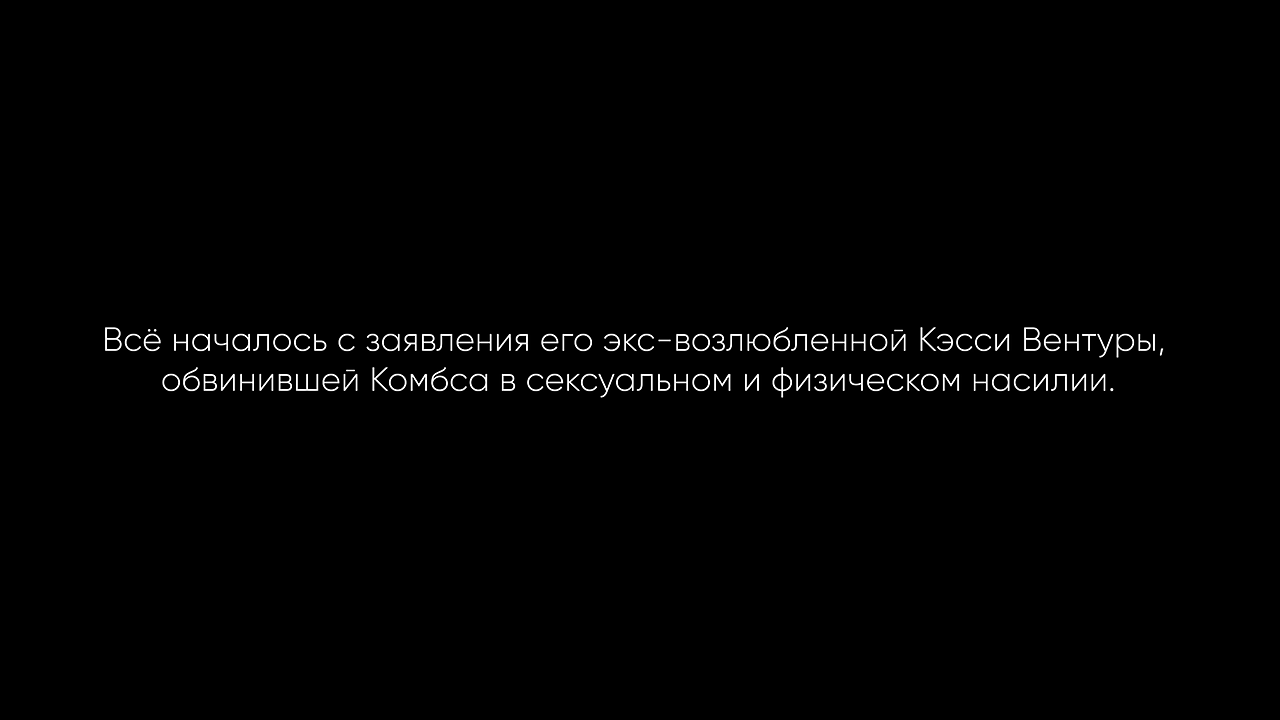 Всё началось с заявления его экс-возлюбленной Кэсси Вентуры,
обвинившей Комбса в сексуальном и физическом насилии.